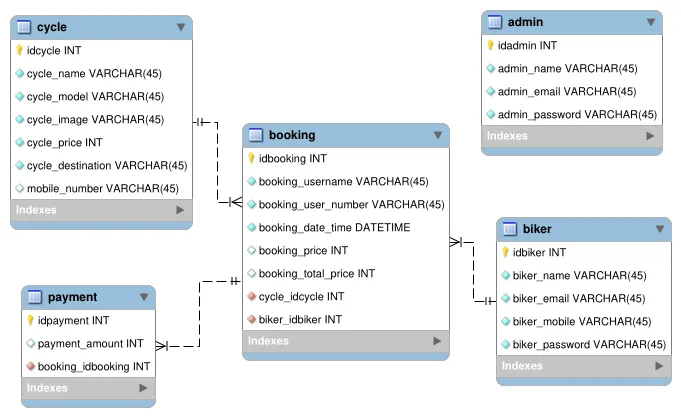 cycle
idcycle INT
cycle_name VARCHAR(45)
cycle_model VARCHAR(45)
cycle_image VARCHAR(45)
cycle_price INT
cycle_destination VARCHAR(45)
mobile_number VARCHAR(45)
Indexes
admin
idadmin INT
admin_name VARCHAR(45)
admin_email VARCHAR(45)
admin_password VARCHAR(45)
Indexes
booking
idbooking INT
booking_username VARCHAR(45)
booking_user_number VARCHAR(45)
booking_date_time DATETIME
booking_price INT
booking_total_price INT
cycle_idcycle INT
biker_idbiker INT
Indexes
biker
idbiker INT
biker_name VARCHAR(45)
biker_email VARCHAR(45)
biker_mobile VARCHAR(45)
biker_password VARCHAR(45)
Indexes
payment
idpayment INT
payment_amount INT
booking_idbooking INT
Indexes